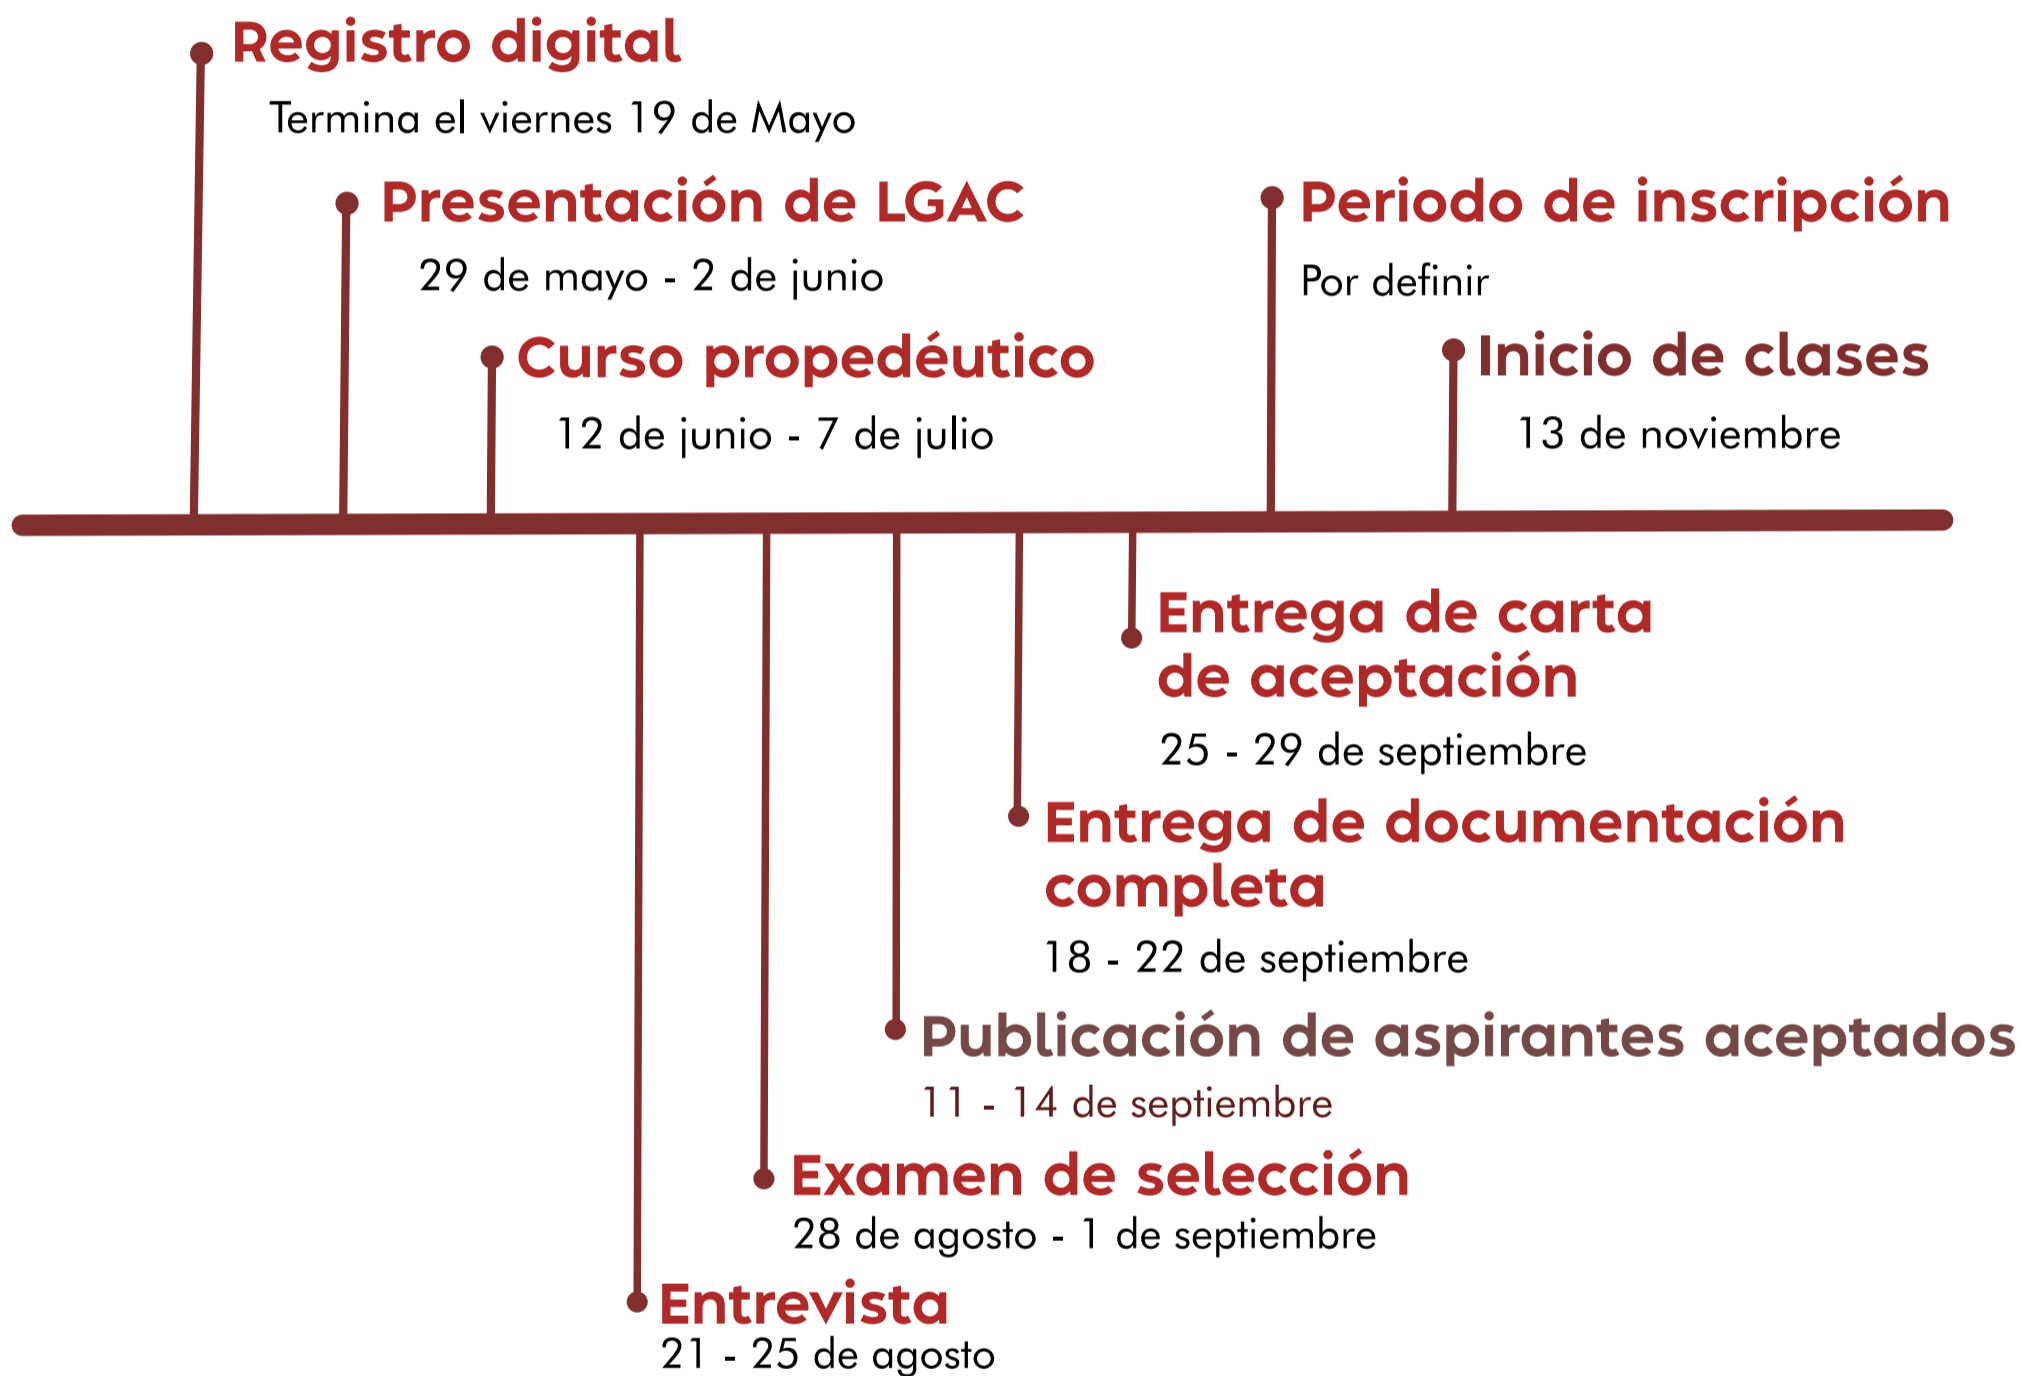 Registro digital
Termina el viernes 19 de Mayo
Presentación de LGAC
29 de mayo - 2 de junio
Curso propedéutico
12 de junio - 7 de julio
Periodo de inscripción
Por definir
Inicio de clases
13 de noviembre
Entrega de carta
de aceptación
25 - 29 de septiembre
Entrega de documentación
completa
18 - 22 de septiembre
Publicación de aspirantes aceptados
11 - 14 de septiembre
Examen de selección
28 de agosto - 1 de septiembre
Entrevista
21 - 25 de agosto